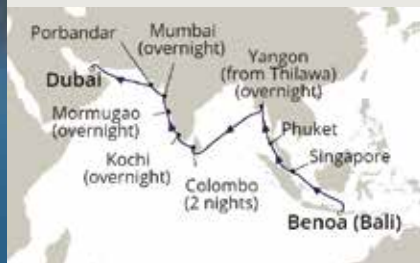 Porbandar
Mumbai
(overnight)
Dubai
Yangon
(from Thilawa)
(overnight)
Mormugao
(overnight)
Phuket
Kochi
(overnight)
Singapore
Colombo
(2 nights)
Benoa (Bali)